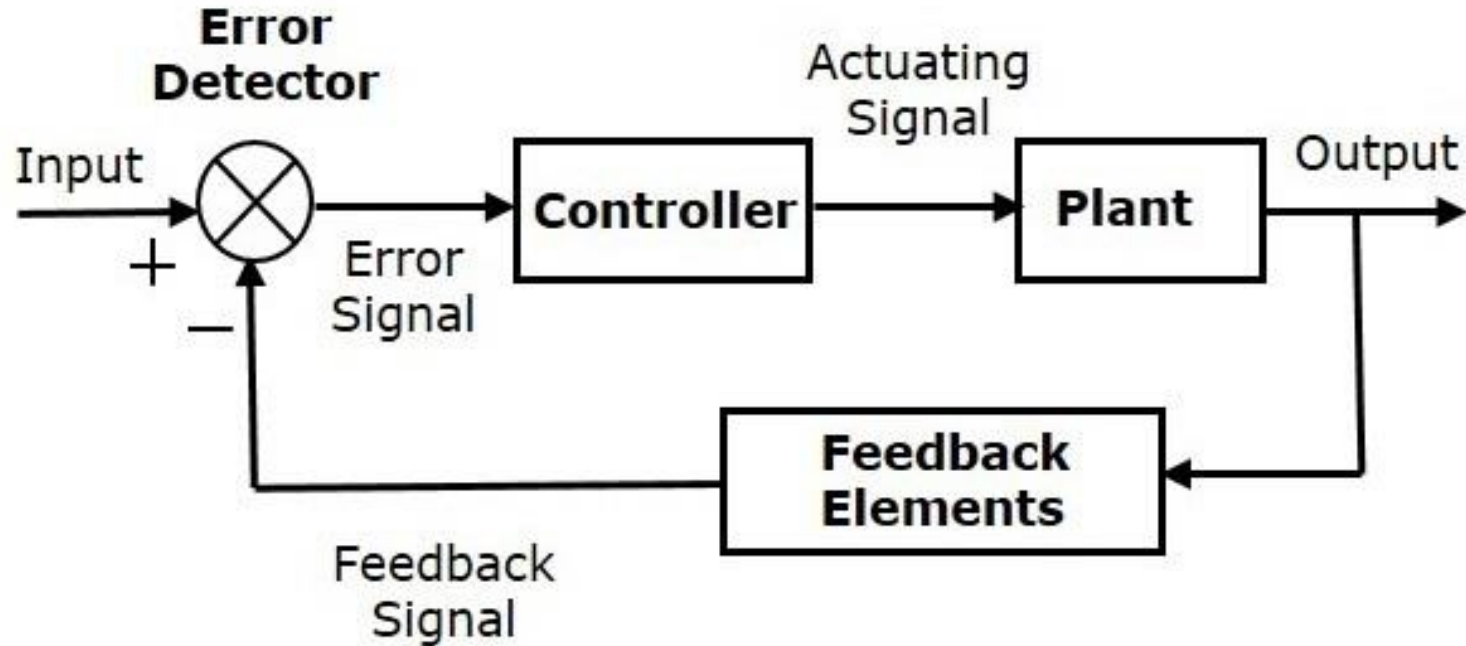 Error
Detector
Actuating
Signal
Input
Output
Controller
Plant
+
Error
Signal
−
Feedback
Elements
Feedback
Signal